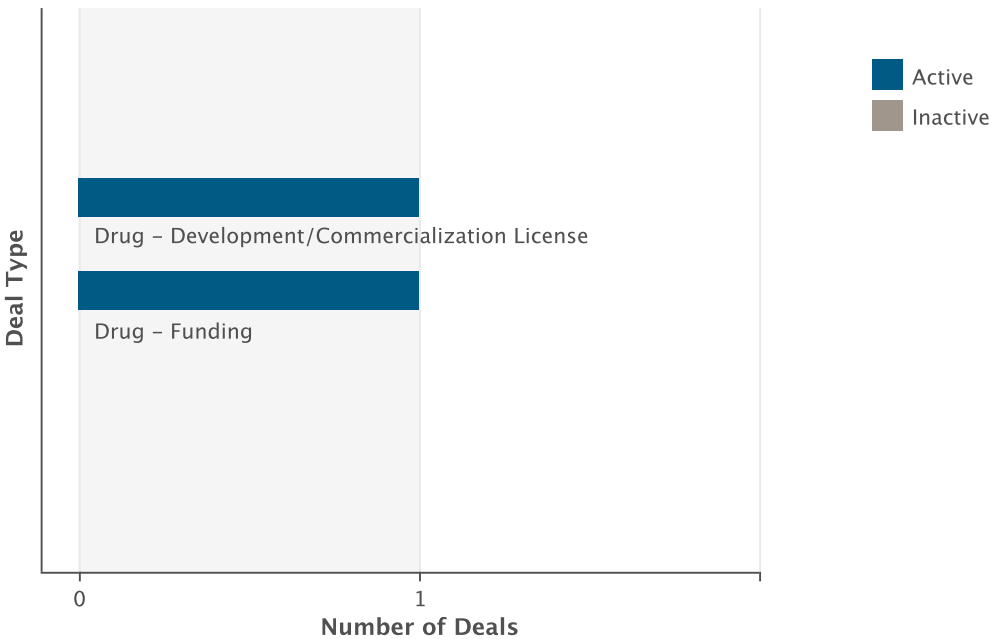 Active
Inactive
Deal Type
Drug – Development/Commercialization License
Drug – Funding
0
1
Number of Deals